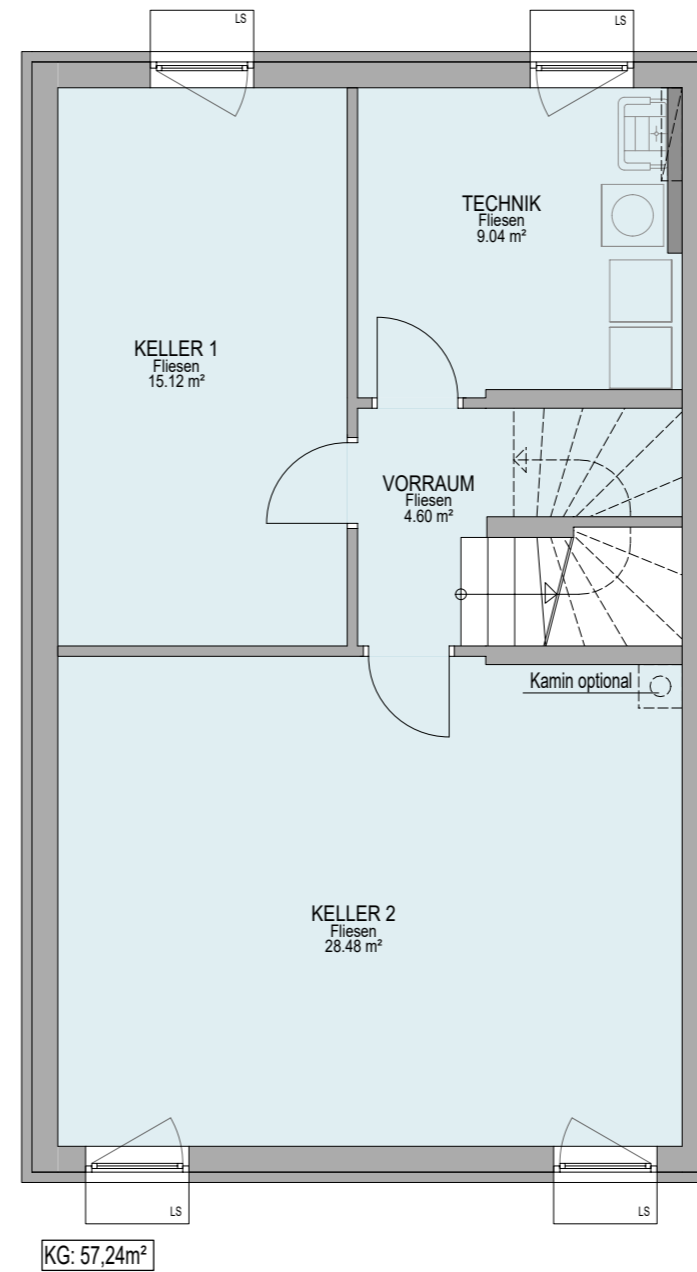 LS
LS
TECHNIK
Fliesen
9.04 m²
KELLER 1
Fliesen
15.12 m²
VORRAUM
Fliesen
4.60 m²
Kamin optional
KELLER 2
Fliesen
28.48 m²
LS
LS
KG: 57,24m²